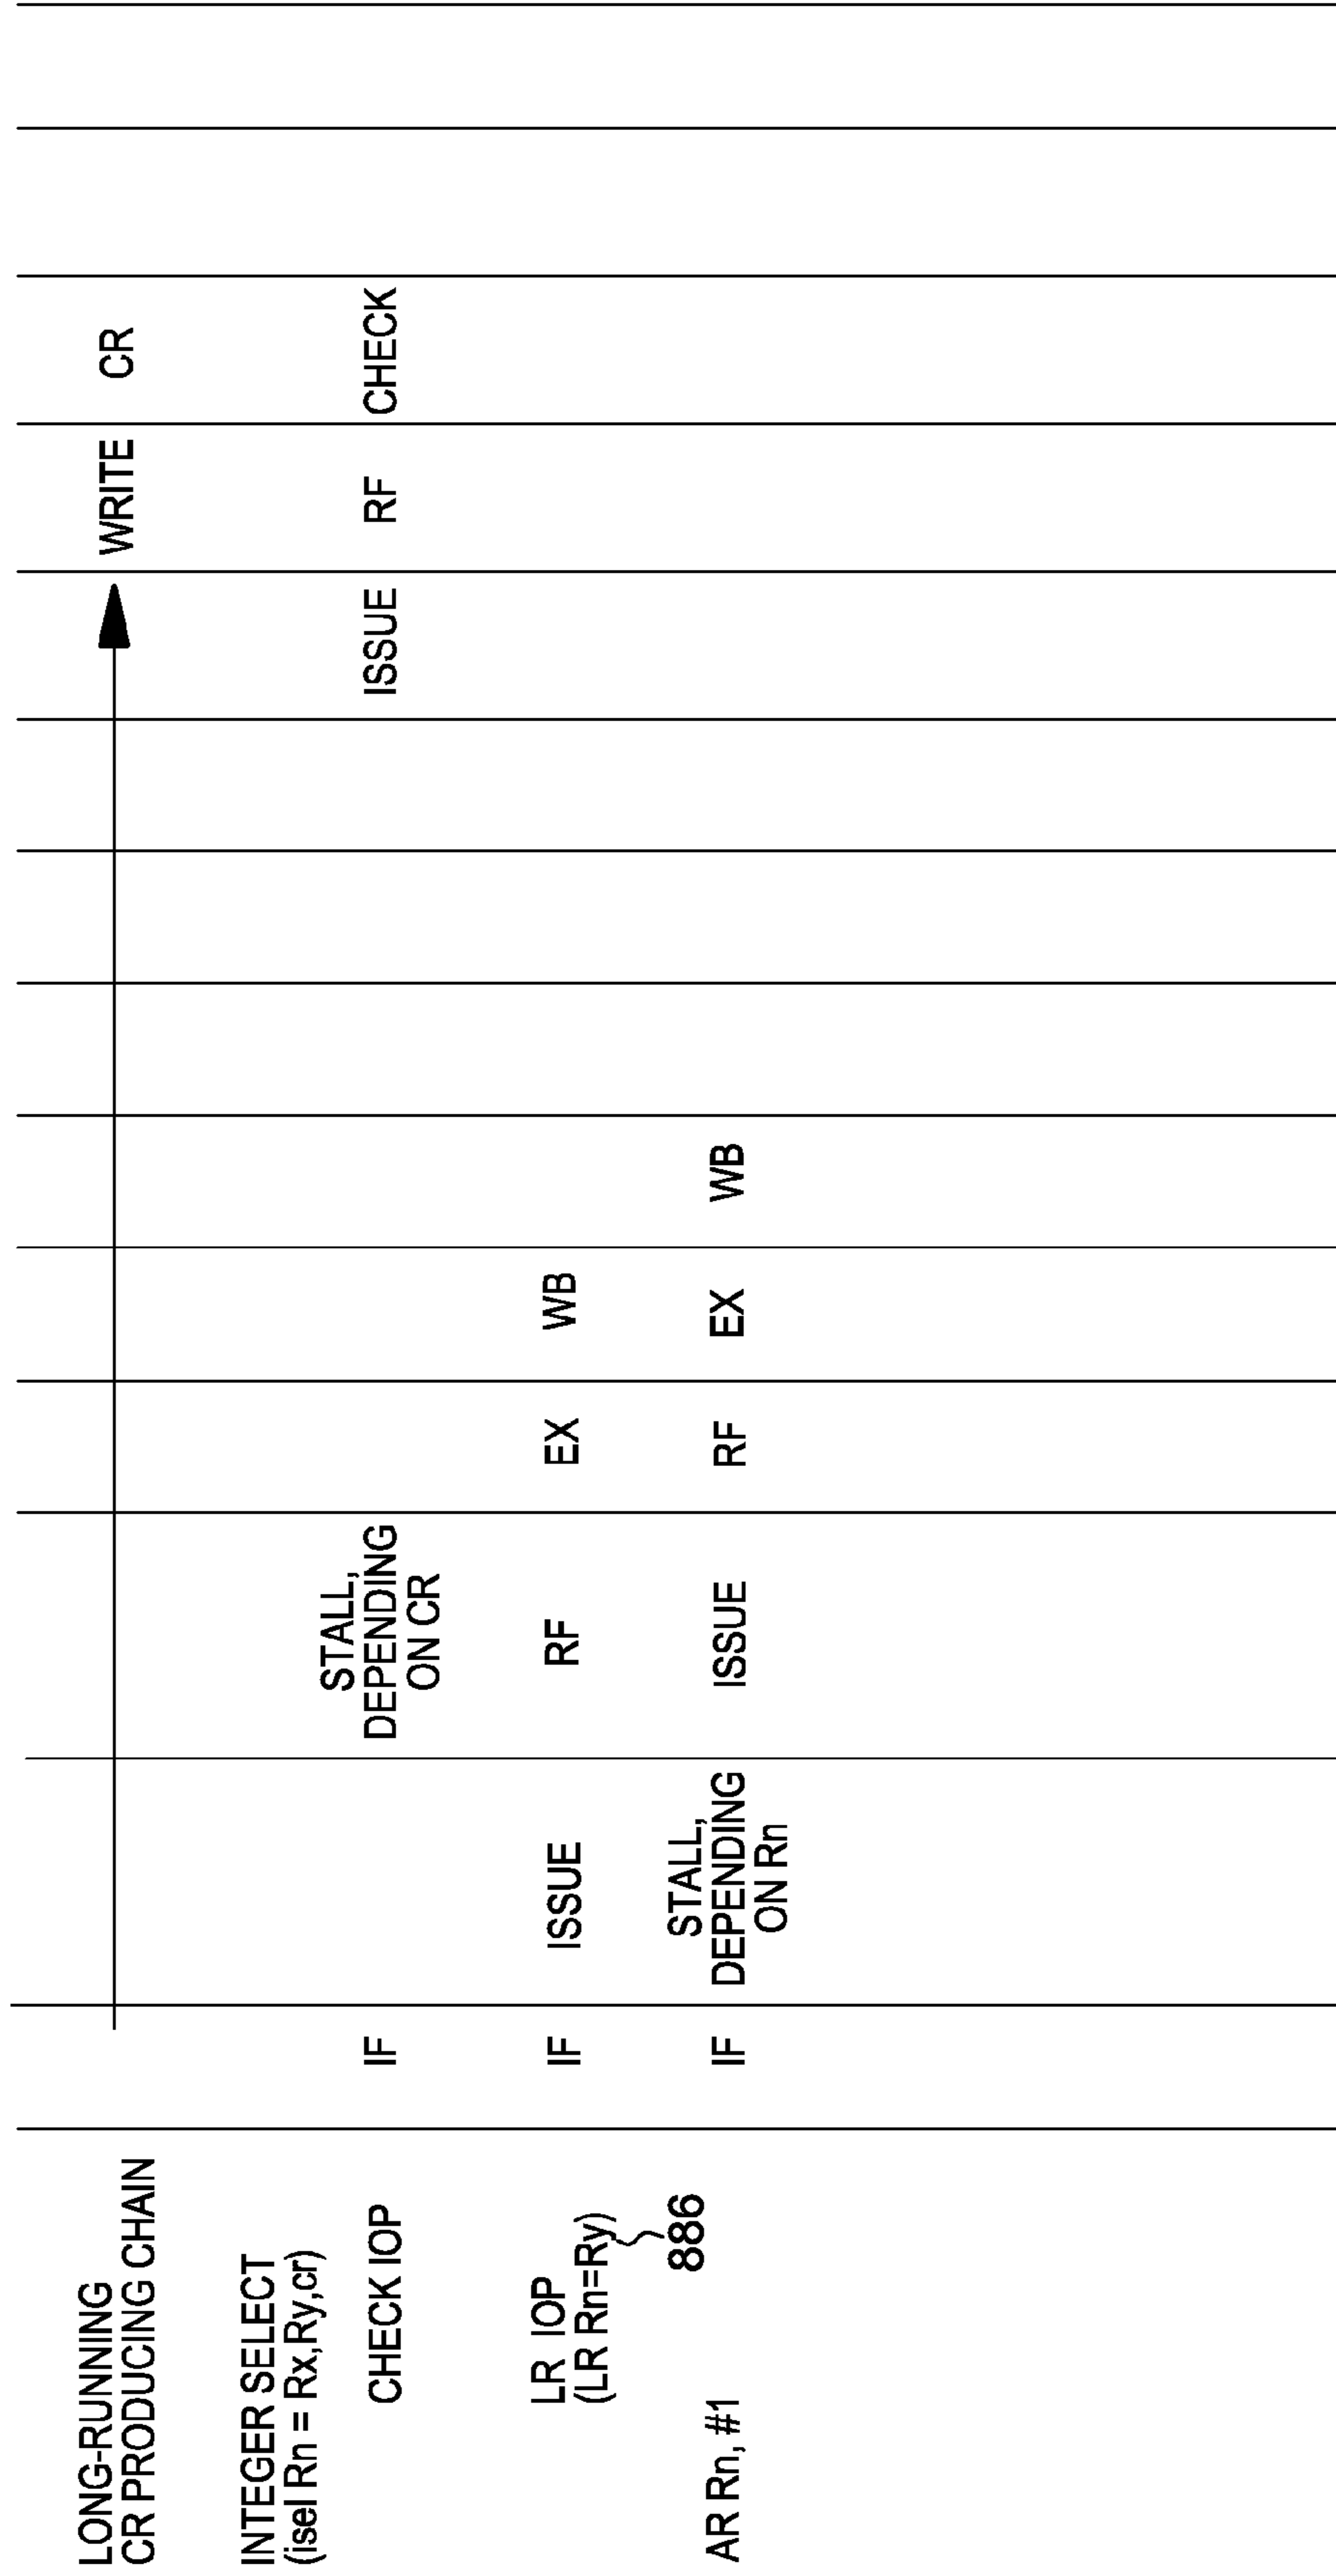 LONG-RUNNING
CR PRODUCING CHAIN
WRITE
CR
INTEGER SELECT
(isel Rn = Rx,Ry,cr)
CHECK IOP
IF
STALL,
DEPENDING
ON CR
ISSUE
RF
CHECK
LR IOP
(LR Rn=Ry)
IF
ISSUE
RF
EX
WB
886
AR Rn, #1
IF
STALL,
DEPENDING
ON Rn
ISSUE
RF
EX
WB